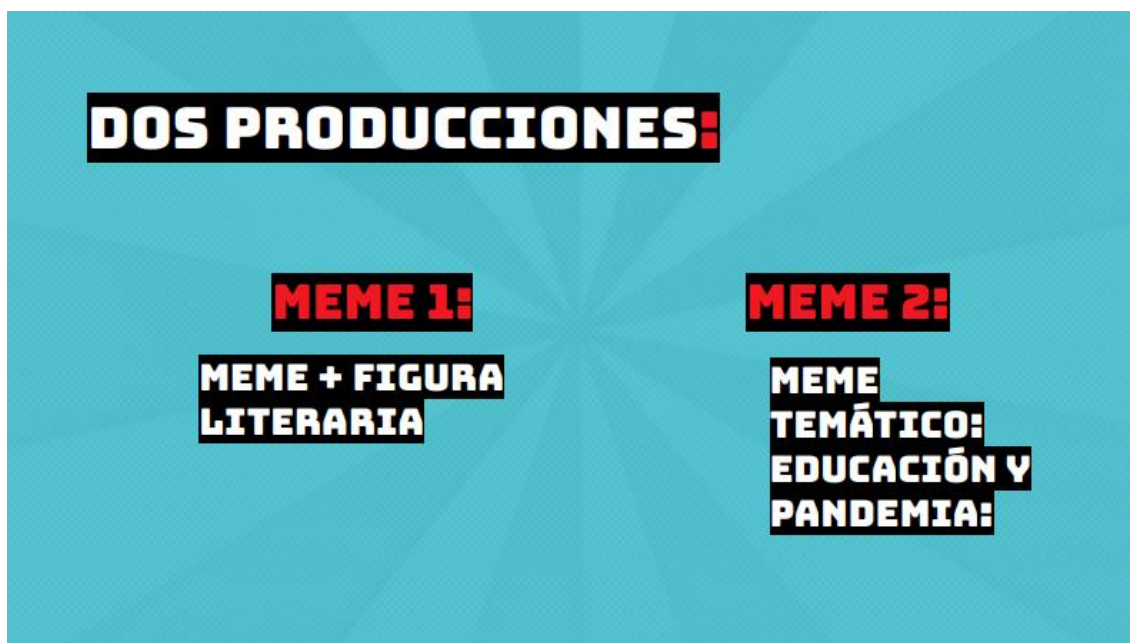 DOS PRODUCCIONES:
MEME 1:
MEME + FIGURA
LITERARIA
MEME 2:
MEME
TEMÁTICO:
EDUCACIÓN Y
PANDEMIA: